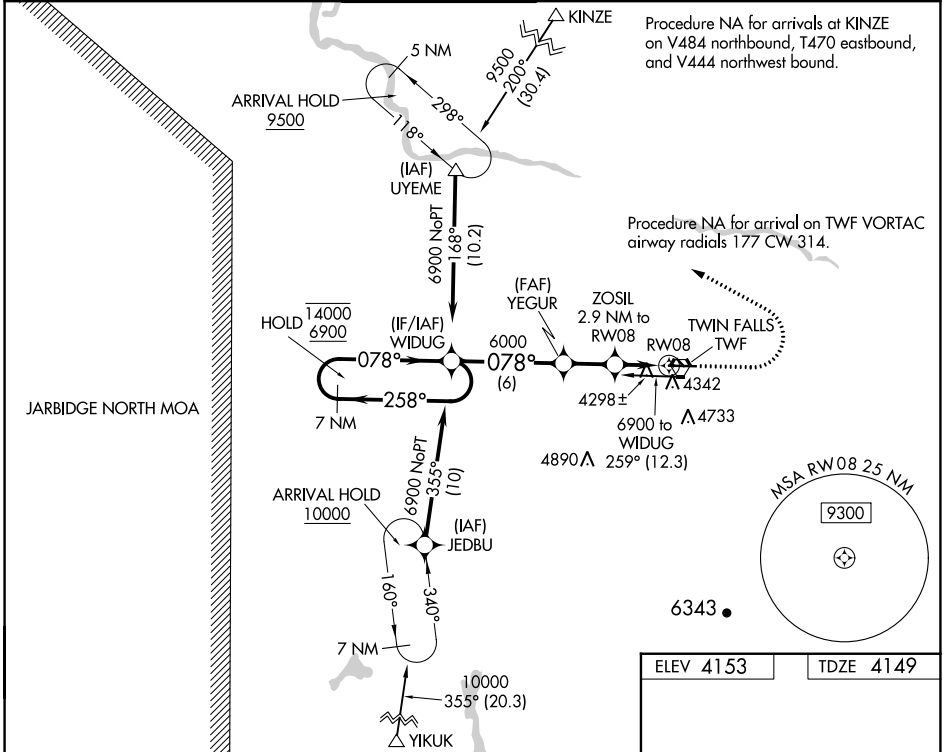 KINZE
Procedure NA for arrivals at KINZE
on V484 northbound, T470 eastbound,
and V444 northwest bound.
5 NM
9500
200°
(30.4)
ARRIVAL HOLD
9500
298°
118°
(IAF)
UYEME
6900 NoPT
168°
(10.2)
Procedure NA for arrival on TWF VORTAC
airway radials 177 CW 314.
(FAF)
YEGUR
ZOSIL
2.9 NM to
RW08
TWIN FALLS
TWF
RW08
HOLD
14000
6900
(IF/IAF)
WIDUG
6000
078°
078°
(6)
258°
7 NM
4298±
4342
4733
6900 to
WIDUG
259° (12.3)
4890
JARBIDGE NORTH MOA
6900 NoPT
355°
(10)
ARRIVAL HOLD
10000
(IAF)
JEDBU
160°
340°
7 NM
10000
355° (20.3)
YIKUK
MSA RW08 25 NM
9300
6343
ELEV 4153
TDZE 4149